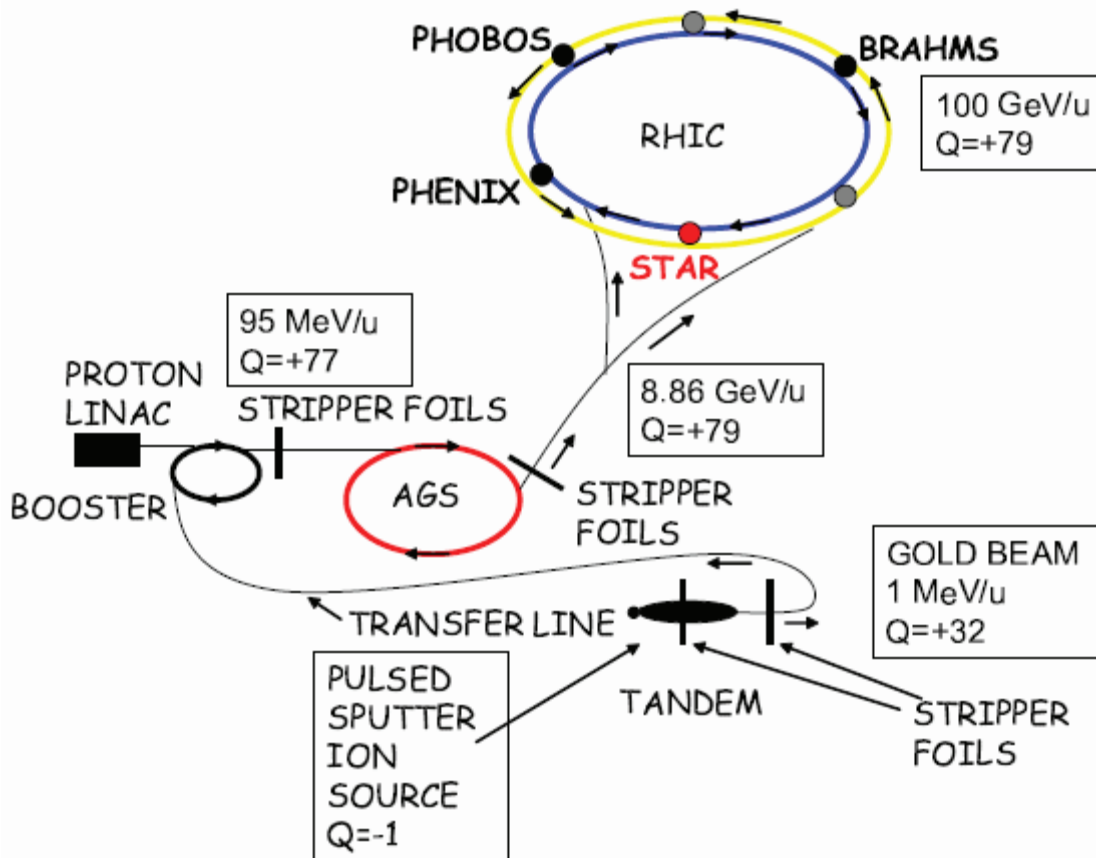 PHOBOS
BRAHMS
100 GeV/u
Q=+79
RHIC
PHENIX
STAR
95 MeV/u
Q=+77
PROTON
LINAC
STRIPPER FOILS
8.86 GeV/u
Q=+79
BOOSTER
AGS
STRIPPER
FOILS
GOLD BEAM
1 MeV/u
Q=+32
TRANSFER LINE
PULSED
SPUTTER
ION
SOURCE
Q=-1
TANDEM
STRIPPER
FOILS